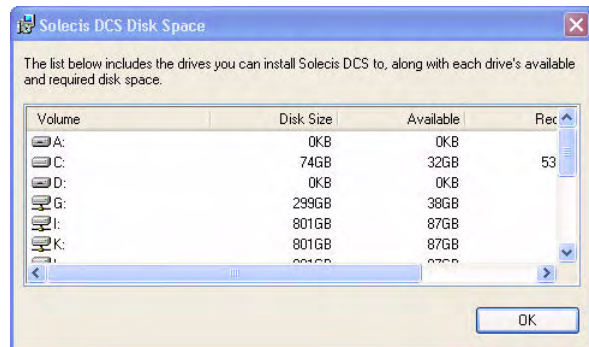 Solecis DCS Disk Space
The list below includes the drives you can install Solecis DCS to, along with each drive's available
and required disk space.
Volume Disk Size Available Rec
A: 0KB 0KB
C: 74GB 32GB 53
D: 0KB 0KB
G: 299GB 38GB
I: 801GB 87GB
K: 801GB 87GB
OK